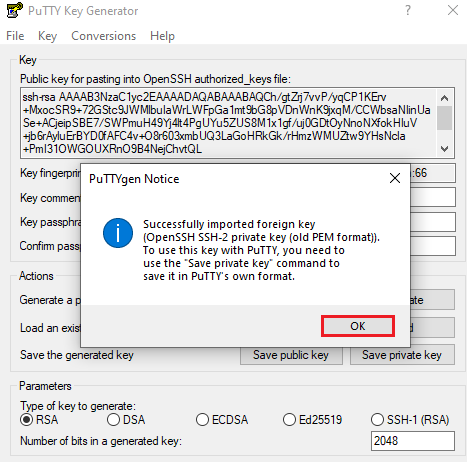 PuTTY Key Generator
File Key Conversions Help
Key
Public key for pasting into OpenSSH authorized_keys file:
ssh-rsa AAAAB3NzaC1yc2EAAAADAQABAAABAQCh/gtZrj7vvP/yqCP1KErv
+MxocSR9+72GStc9JWMlbulaWrLWFpGa1mt9bG8pVDnWnK9jxqM/CCWbsaNlinUa
Se+ACjeipSBE7/SWPmuH49Yj4lt4PgUYu5ZUS8M1x1gf/uj0GDtOyNnoNXfokHluV
+jb6rAyluErBYD0fAFC4v+O8r603xmbUQ3LaGoHRkGk/rHmzWMUZtw9YHsNcla
+PmI31OWGOUXRnO9B4NejChvtQL
Key fingerprin
:66
Key commen
Key passphra
Confirm passp
PuTTYgen Notice
Successfully imported foreign key
(OpenSSH SSH-2 private key (old PEM format)).
To use this key with PuTTY, you need to
use the "Save private key" command to
save it in PuTTY's own format.
OK
Actions
Generate a p
ate
Load an exist
d
Save the generated key
Save public key
Save private key
Parameters
Type of key to generate:
RSA DSA ECDSA Ed25519 SSH-1 (RSA)
Number of bits in a generated key:
2048